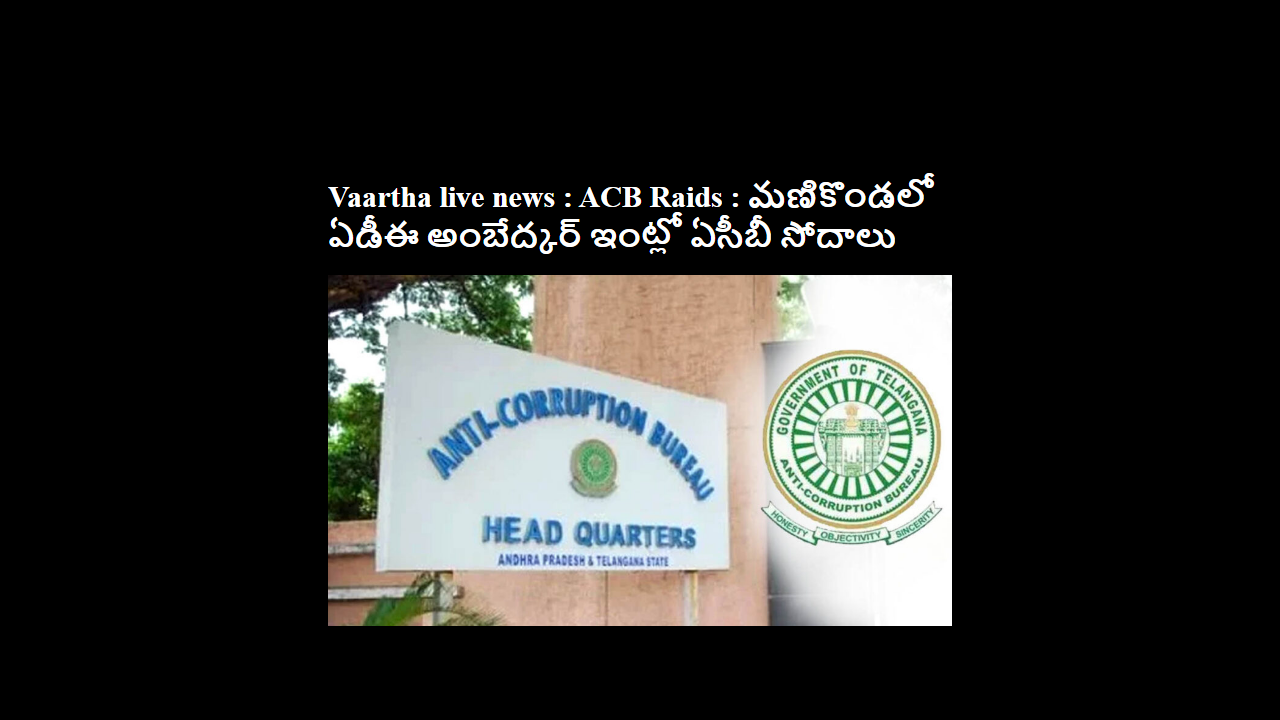 Vaartha live news : ACB Raids : మణికొండలో
ఏడీఈ అంబేద్కర్ ఇంట్లో ఏసీబీ సోదాలు
ANTI-CORRUPTION BUREAU
HEAD QUARTERS
ANDHRA PRADESH & TELANGANA STATE
GOVERNMENT OF TELANGANA
ANTI-CORRUPTION BUREAU
HONESTY OBJECTIVITY SINCERITY